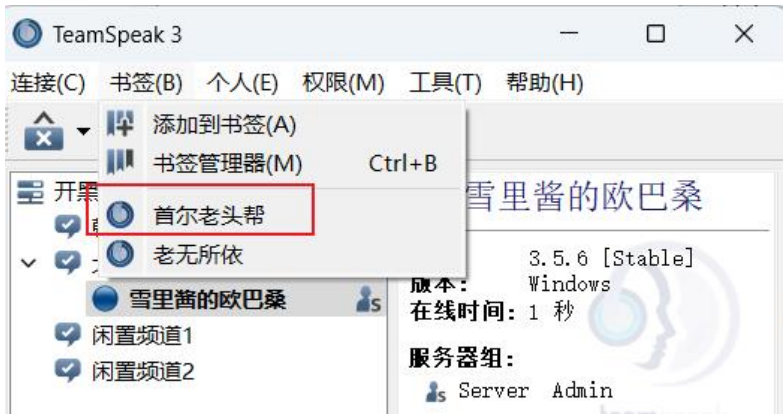 TeamSpeak 3
连接(C) 书签(B) 个人(E) 权限(M) 工具(T) 帮助(H)
添加到书签(A)
书签管理器(M) Ctrl+B
首尔老头帮
老无所依
开黑
雪里酱的欧巴桑
闲置频道1
闲置频道2
雪里酱的欧巴桑
3.5.6 [Stable]
版本: Windows
在线时间: 1 秒
服务器组:
Server Admin